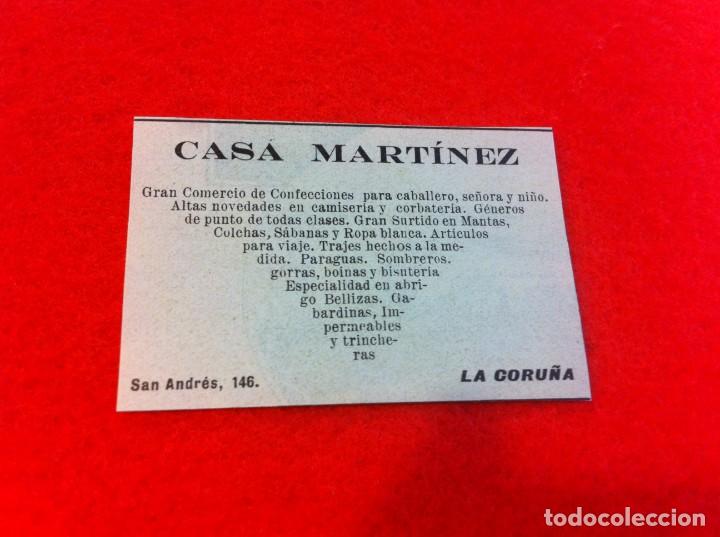 CASA MARTÍNEZ
Gran Comercio de Confecciones para caballero, señora y niño.
Altas novedades en camisería y corbatería. Géneros
de punto de todas clases. Gran Surtido en Mantas,
Colchas, Sábanas y Ropa blanca. Artículos
para viaje. Trajes hechos a la me-
dida. Paraguas. Sombreros.
gorras, boinas y bisutería
Especialidad en abri-
go Bellizas. Ga-
bardinas, Im-
permeables
y trinche-
ras
San Andrés, 146.
LA CORUÑA
todocoleccion